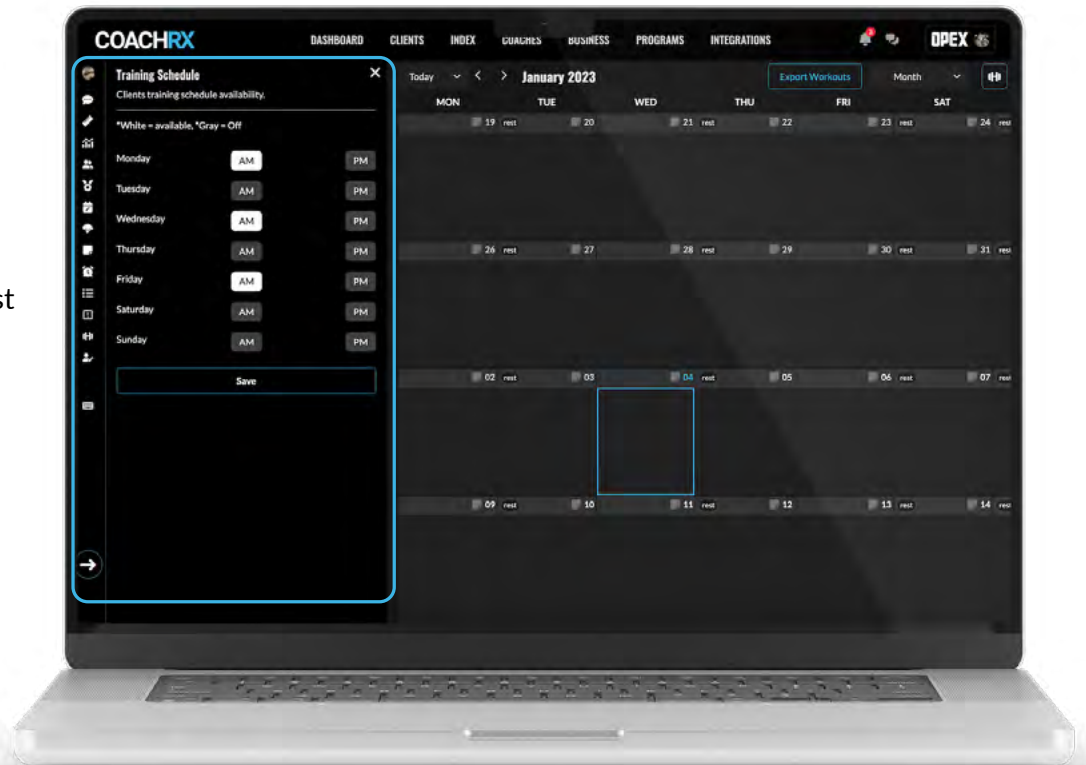 COACHRX DASHBOARD CLIENTS INDEX COACHES BUSINESS PROGRAMS INTEGRATIONS OPEX
Training Schedule
Clients training schedule availability.
*White = available, *Gray = Off
Monday AM PM
Tuesday AM PM
Wednesday AM PM
Thursday AM PM
Friday AM PM
Saturday AM PM
Sunday AM PM
Save
st
Today January 2023 Export Workouts Month
MON TUE WED THU FRI SAT
19 rest 20 21 rest 22 23 rest 24 rest
26 rest 27 28 rest 29 30 rest 31 rest
02 rest 03 04 rest 05 06 rest 07 rest
09 rest 10 11 rest 12 13 rest 14 rest